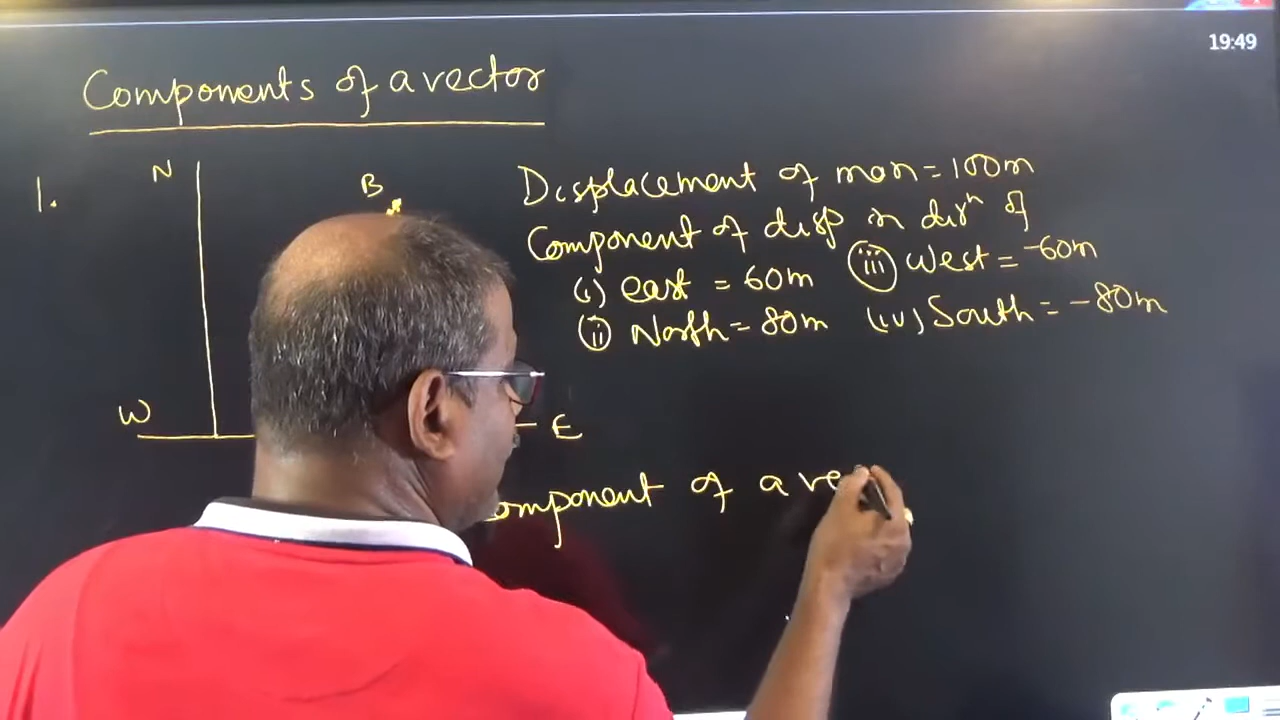 19:49
Components of a vector
1.
N
B
W
E
Displacement of man = 100m
Component of disp in dirⁿ of
(i) east = 60m (iii) West = -60m
(ii) North = 80m (iv) South = -80m
omponent of a ve